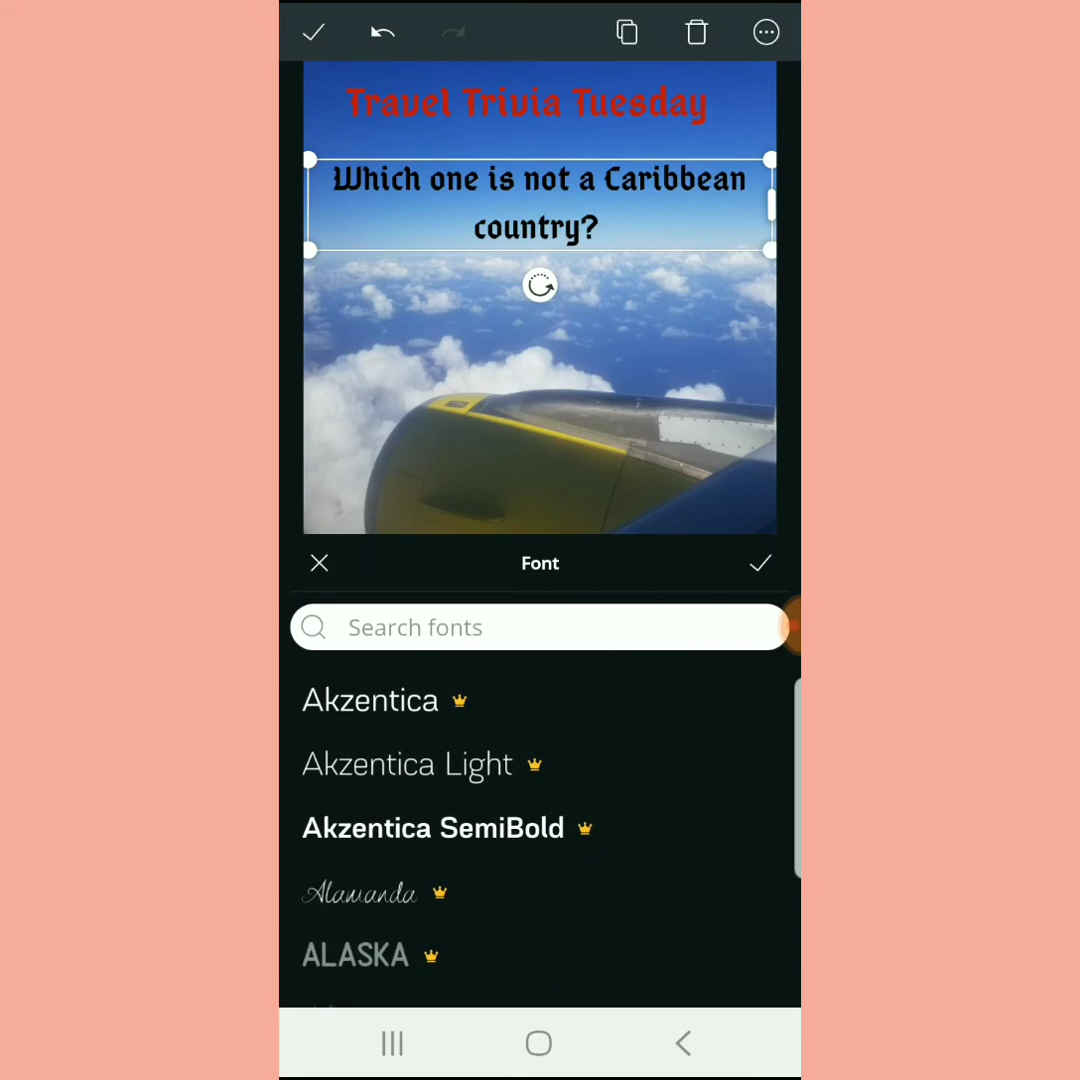 Travel Trivia Tuesday
Which one is not a Caribbean
country?
Font
Search fonts
Akzentica
Akzentica Light
Akzentica SemiBold
Alamanda
ALASKA